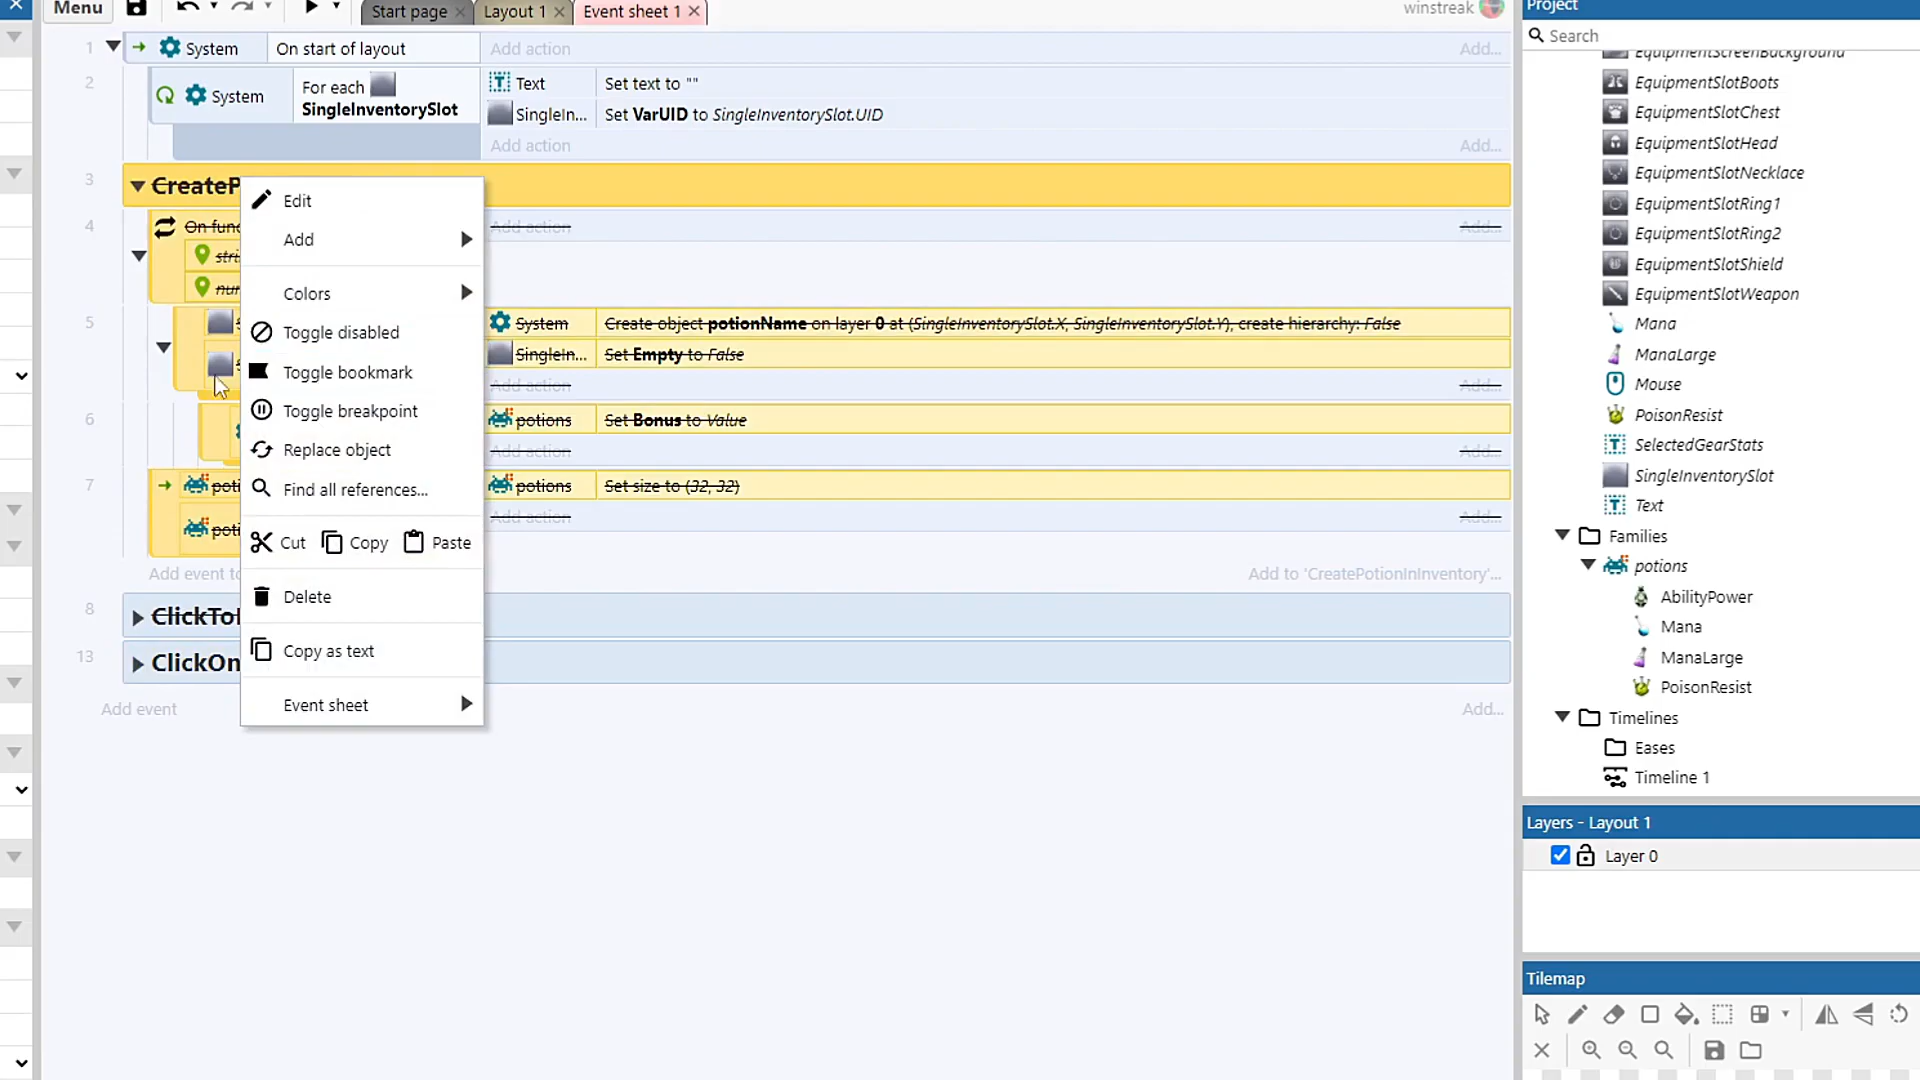 Menu
Start page
Layout 1
Event sheet 1
winstreak
1
System
On start of layout
Add action
Add...
2
System
For each
SingleInventorySlot
Text
Set text to ""
SingleIn...
Set VarUID to SingleInventorySlot.UID
Add action
Add...
3
CreateP
4
On func
Add action
Add...
stri
num
5
System
Create object potionName on layer 0 at (SingleInventorySlot.X, SingleInventorySlot.Y), create hierarchy: False
SingleIn...
Set Empty to False
Add action
Add...
6
potions
Set Bonus to Value
Add action
Add...
7
poti
potions
Set size to (32, 32)
poti
Add action
Add...
Add event to
Add to 'CreatePotionInInventory'...
8
13
ClickOn
Add event
Add...
Edit
Add
Colors
Toggle disabled
Toggle bookmark
Toggle breakpoint
Replace object
Find all references...
Cut
Copy
Paste
Delete
Copy as text
Event sheet
Project
Search
EquipmentScreenBackground
EquipmentSlotBoots
EquipmentSlotChest
EquipmentSlotHead
EquipmentSlotNecklace
EquipmentSlotRing1
EquipmentSlotRing2
EquipmentSlotShield
EquipmentSlotWeapon
Mana
ManaLarge
Mouse
PoisonResist
SelectedGearStats
SingleInventorySlot
Text
Families
potions
AbilityPower
Mana
ManaLarge
PoisonResist
Timelines
Eases
Timeline 1
Layers - Layout 1
Layer 0
Tilemap